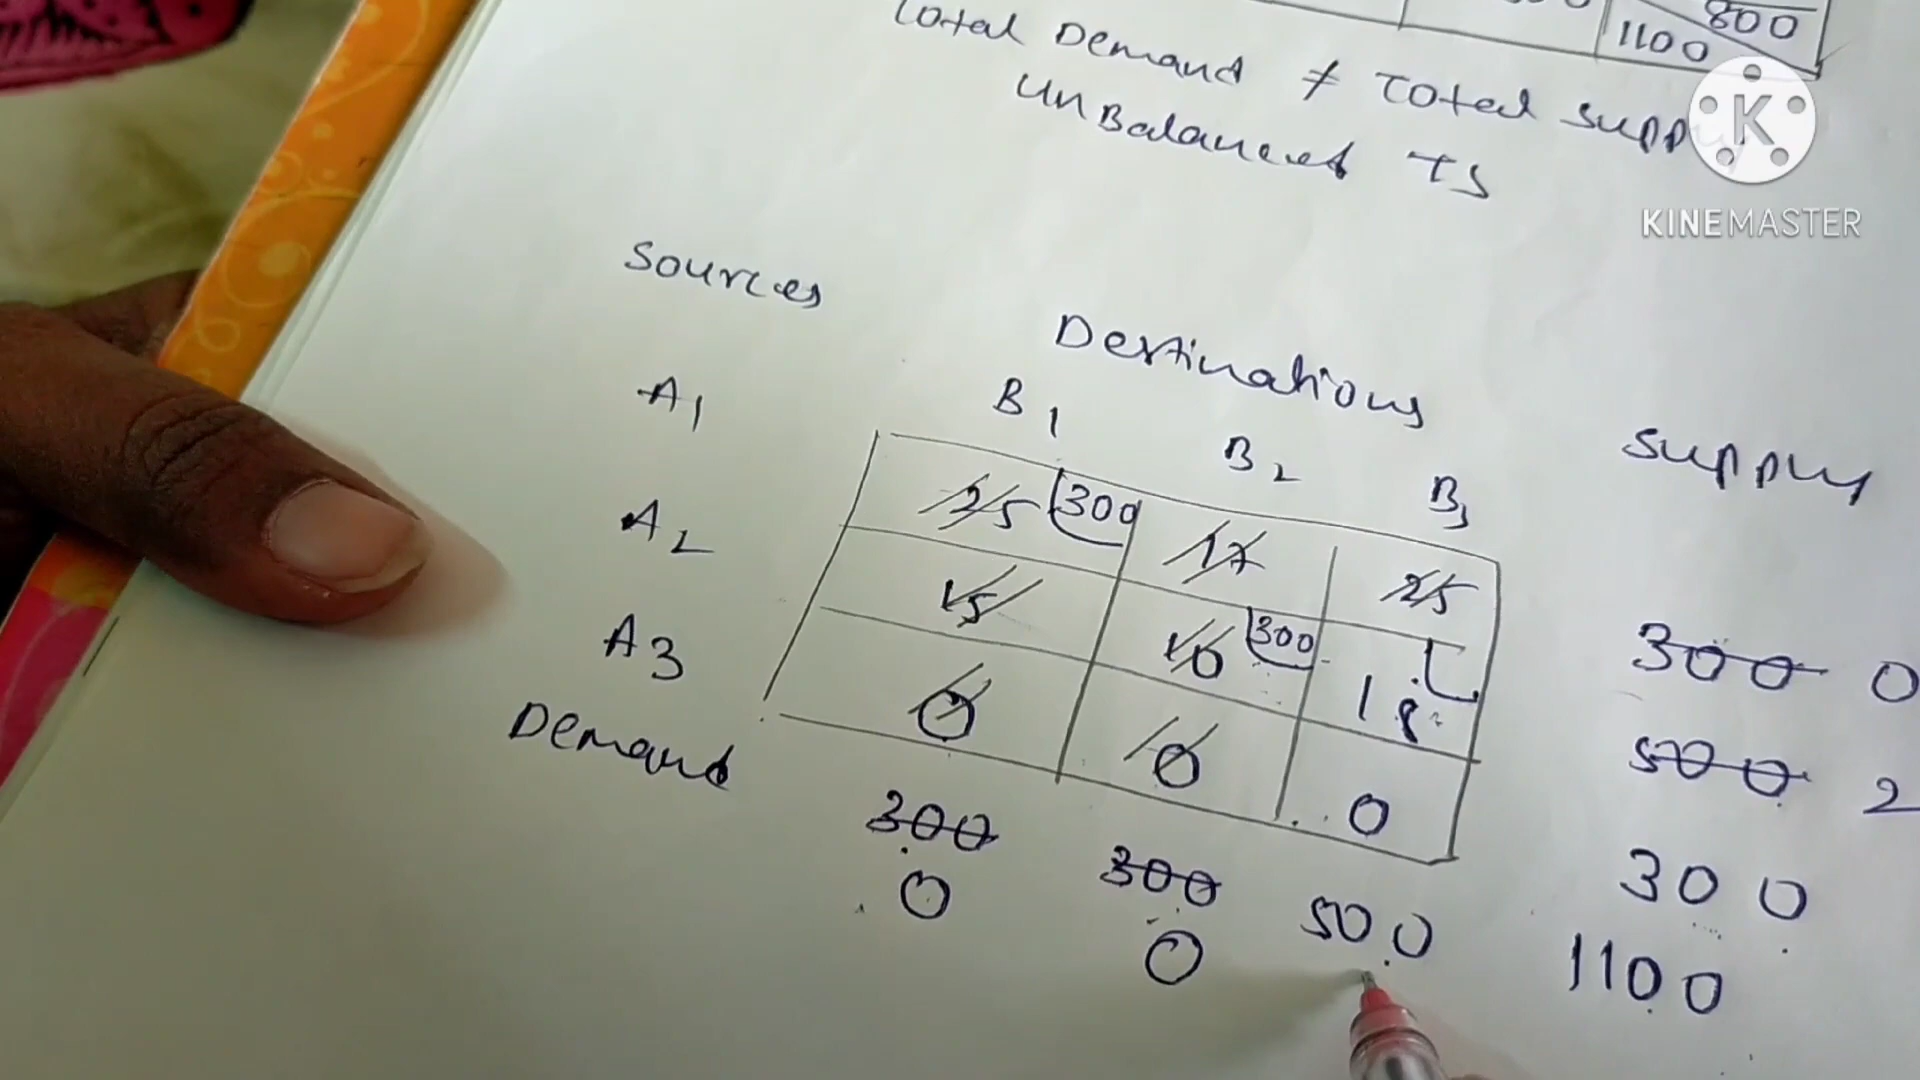 800
1100
Total Demand ≠ Total Supply
UnBalanced TS
KINEMASTER
Sources
Destinations
Supply
B1 B2 B3
A1 25 300 17 25 300 0
A2 15 10 300 18 500 2
A3 0 0 0 300
Demand 300 300 500 1100
0 0